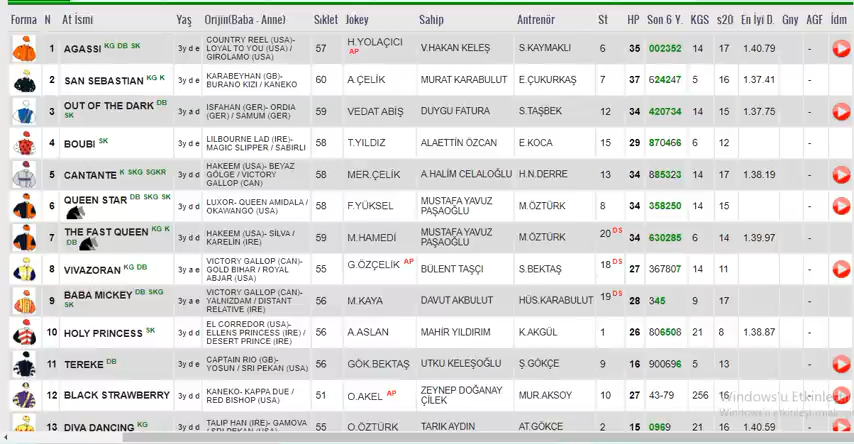 Forma N At İsmi Yaş Orijin(Baba - Anne) Sıklet Jokey Sahip Antrenör St HP Son 6 Y. KGS s20 En İyi D. Gny AGF İdm
1 AGASSI KG DB SK 3y d e COUNTRY REEL (USA)- LOYAL TO YOU (USA) / GIROLAMO (USA) 57 H.YOLAÇICI AP V.HAKAN KELEŞ S.KAYMAKLI 6 35 002352 14 17 1.40.79 -
2 SAN SEBASTIAN KG K 3y d e KARABEYHAN (GB)- BURANO KIZI / KANEKO 60 A.ÇELİK MURAT KARABULUT E.ÇUKURKAŞ 7 37 624247 5 16 1.37.41 -
3 OUT OF THE DARK DB SK 3y a d ISFAHAN (GER)- ORDIA (GER) / SAMUM (GER) 59 VEDAT ABİŞ DUYGU FATURA S.TAŞBEK 12 34 420734 14 15 1.37.75 -
4 BOUBI SK 3y d e LILBOURNE LAD (IRE)- MAGIC SLIPPER / SABIRLI 58 T.YILDIZ ALAETTİN ÖZCAN E.KOCA 15 29 870466 6 12 -
5 CANTANTE K SKG SGKR 3y d d HAKEEM (USA)- BEYAZ GÖLGE / VICTORY GALLOP (CAN) 58 MER.ÇELİK A.HALİM CELALOĞLU H.N.DERRE 13 34 885323 14 17 1.38.19 -
6 QUEEN STAR DB SKG SK 3y d d LUXOR- QUEEN AMIDALA / OKAWANGO (USA) 58 F.YÜKSEL MUSTAFA YAVUZ PAŞAOĞLU M.ÖZTÜRK 8 34 358250 14 15 -
7 THE FAST QUEEN KG K DB 3y d d HAKEEM (USA)- SİLVA / KARELİN (IRE) 59 M.HAMEDİ MUSTAFA YAVUZ PAŞAOĞLU M.ÖZTÜRK 20 DS 34 630285 6 14 1.39.97 -
8 VIVAZORAN KG DB 3y a e VICTORY GALLOP (CAN)- GOLD BIHAR / ROYAL ABJAR (USA) 55 G.ÖZÇELİK AP BÜLENT TAŞÇI S.BEKTAŞ 18 DS 27 367807 14 11 -
9 BABA MICKEY DB SKG SK 3y a e VICTORY GALLOP (CAN)- YALNIZDAM / DISTANT RELATIVE (IRE) 56 M.KAYA DAVUT AKBULUT HÜS.KARABULUT 19 DS 28 345 9 17 -
10 HOLY PRINCESS SK 3y d d EL CORREDOR (USA)- ELLENS PRINCESS (IRE) / DESERT PRINCE (IRE) 56 A.ASLAN MAHİR YILDIRIM K.AKGÜL 1 26 806508 21 8 1.38.87 -
11 TEREKE DB 3y d d CAPTAIN RIO (GB)- YOSUN / SRI PEKAN (USA) 56 GÖK.BEKTAŞ UTKU KELEŞOĞLU Ş.GÖKÇE 9 16 900696 5 13 -
12 BLACK STRAWBERRY 3y d d KANEKO- KAPPA DUE / RED BISHOP (USA) 51 O.AKEL AP ZEYNEP DOĞANAY ÇİLEK MUR.AKSOY 10 27 43-79 256 16 -
Windows'u Etkinleştir
13 DIVA DANCING KG 3y d d TALIP HAN (IRE)- GAMOVA / SRI PEKAN (USA) 55 O.ÖZTÜRK TARIK AYDIN AT.GÖKÇE 2 15 0969 21 16 1.40.59 -